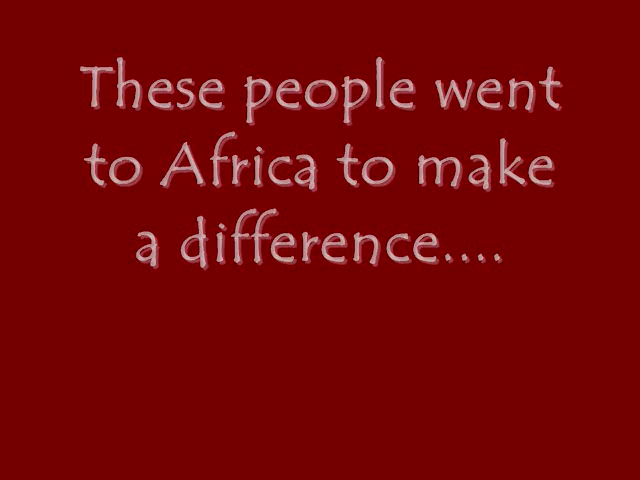 These people went
to Africa to make
a difference....